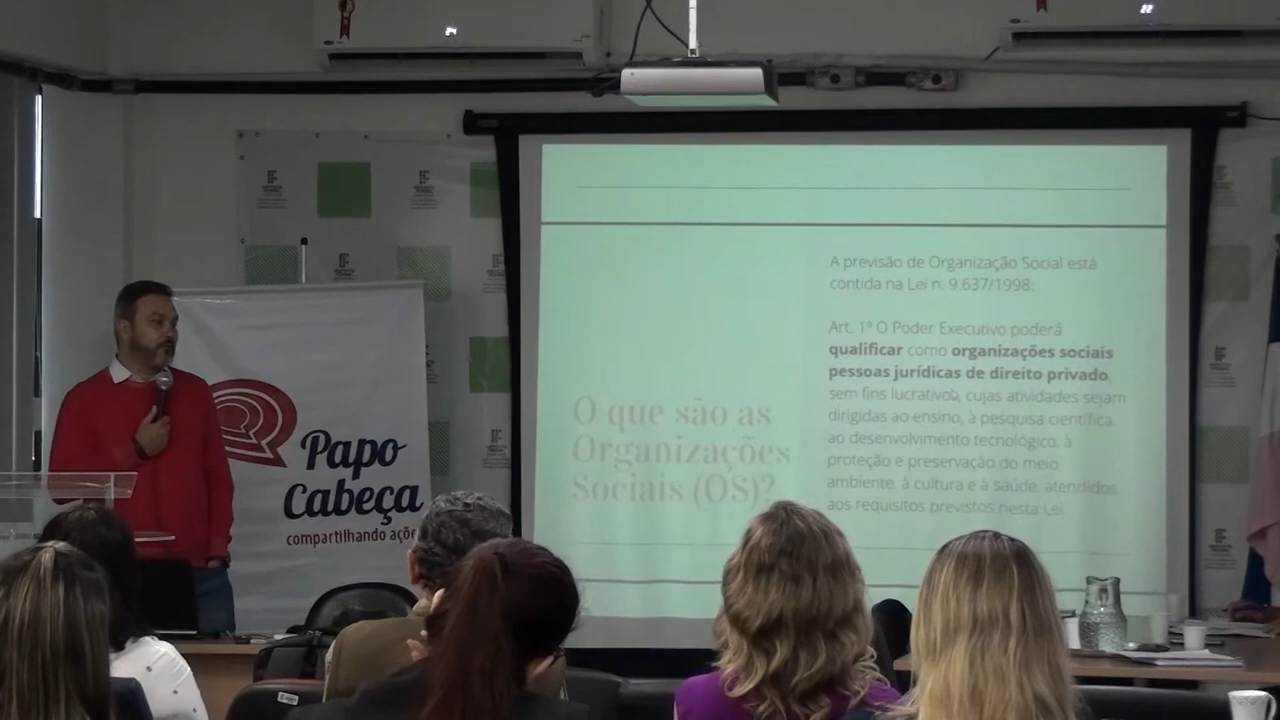 22
Papo
Cabeça
compartilhando açõe
O que são as
Organizações
Sociais (OS)?
A previsão de Organização Social está
contida na Lei n. 9.637/1998:
Art. 1º O Poder Executivo poderá
qualificar como organizações sociais
pessoas jurídicas de direito privado,
sem fins lucrativos, cujas atividades sejam
dirigidas ao ensino, à pesquisa científica,
ao desenvolvimento tecnológico, à
proteção e preservação do meio
ambiente, à cultura e à saúde, atendidos
aos requisitos previstos nesta Lei.